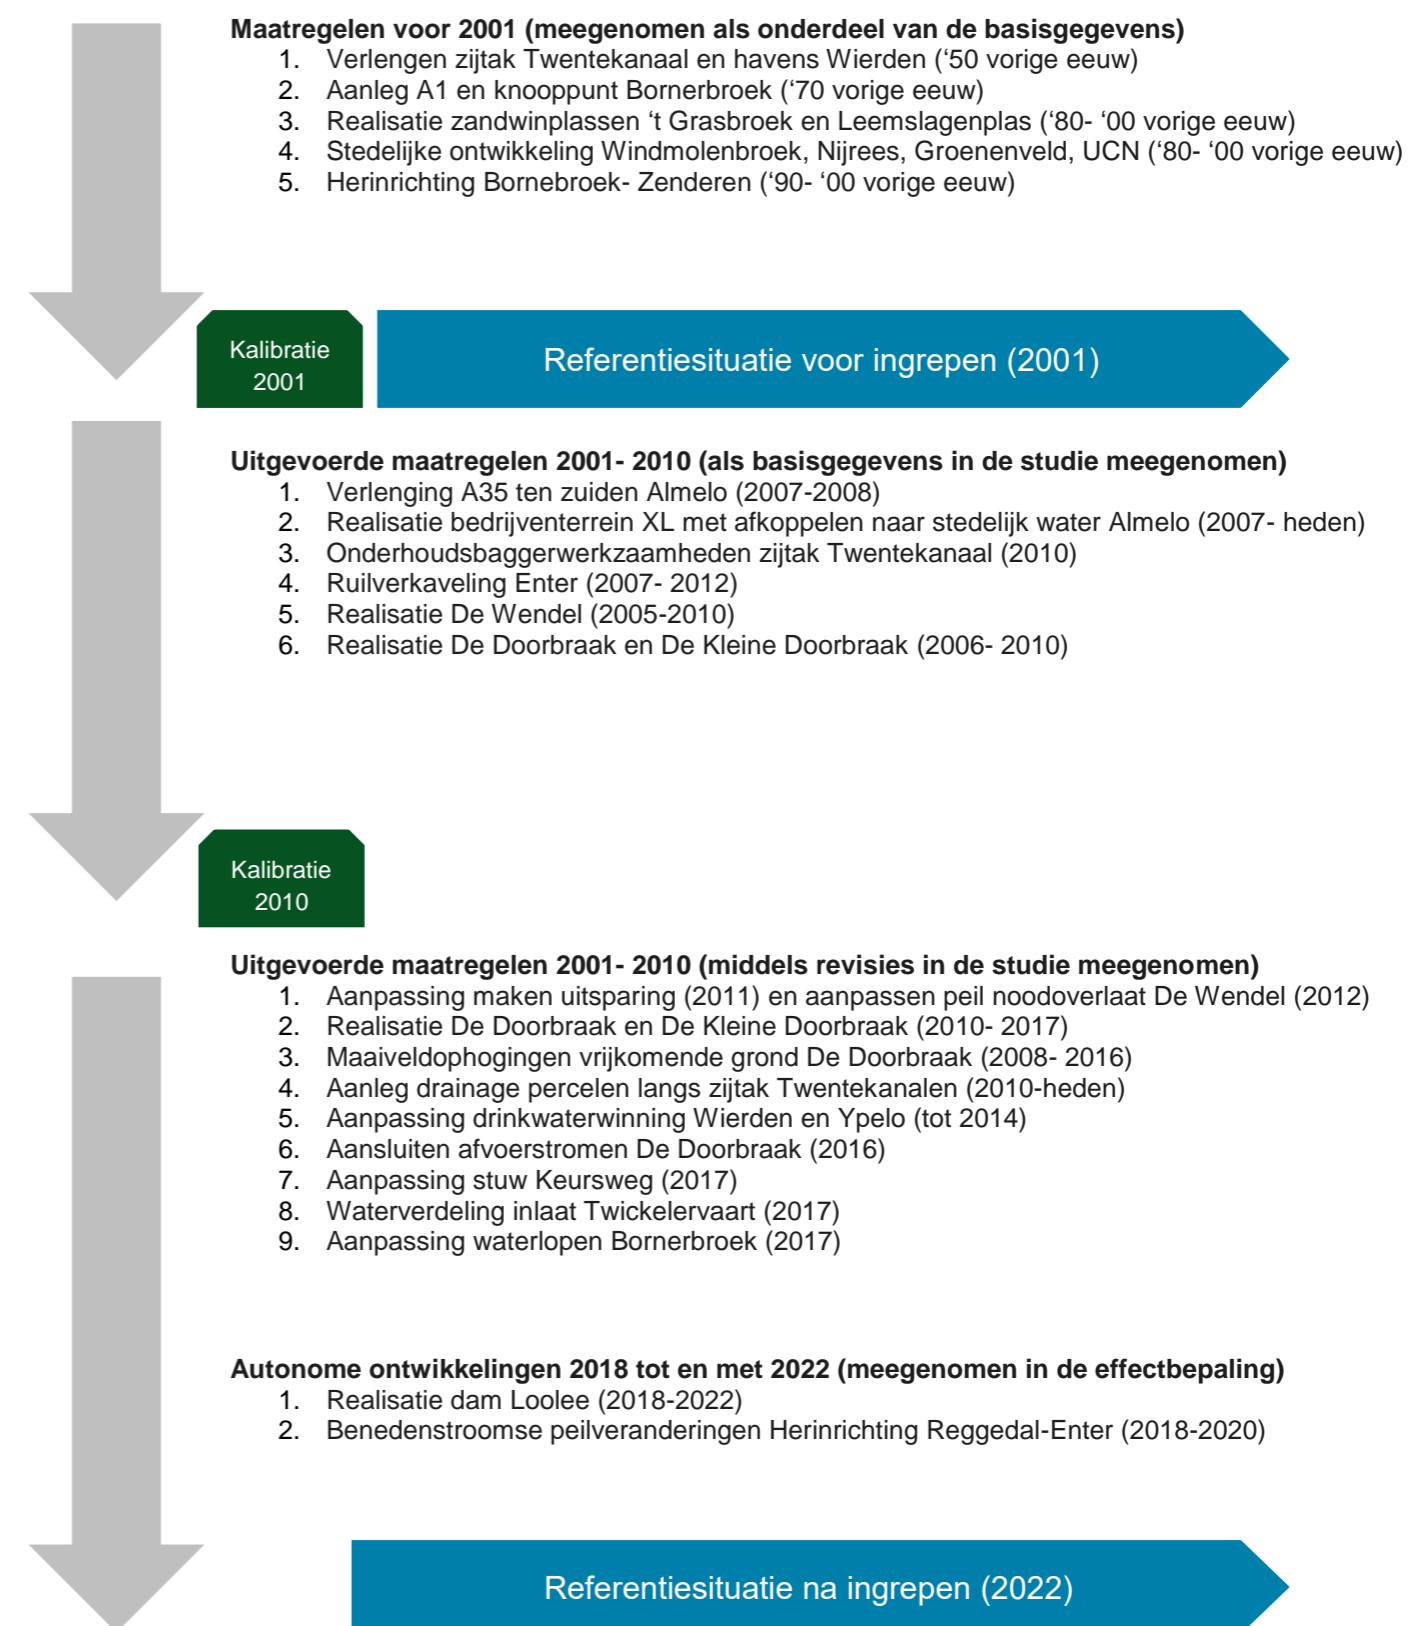 Maatregelen voor 2001 (meegenomen als onderdeel van de basisgegevens)
1. Verlengen zijtak Twentekanaal en havens Wierden (‘50 vorige eeuw)
2. Aanleg A1 en knooppunt Bornerbroek (‘70 vorige eeuw)
3. Realisatie zandwinplassen ‘t Grasbroek en Leemslagenplas (‘80- ‘00 vorige eeuw)
4. Stedelijke ontwikkeling Windmolenbroek, Nijrees, Groenenveld, UCN (‘80- ‘00 vorige eeuw)
5. Herinrichting Bornebroek- Zenderen (‘90- ‘00 vorige eeuw)
Kalibratie
2001
Referentiesituatie voor ingrepen (2001)
Uitgevoerde maatregelen 2001- 2010 (als basisgegevens in de studie meegenomen)
1. Verlenging A35 ten zuiden Almelo (2007-2008)
2. Realisatie bedrijventerrein XL met afkoppelen naar stedelijk water Almelo (2007- heden)
3. Onderhoudsbaggerwerkzaamheden zijtak Twentekanaal (2010)
4. Ruilverkaveling Enter (2007- 2012)
5. Realisatie De Wendel (2005-2010)
6. Realisatie De Doorbraak en De Kleine Doorbraak (2006- 2010)
Kalibratie
2010
Uitgevoerde maatregelen 2001- 2010 (middels revisies in de studie meegenomen)
1. Aanpassing maken uitsparing (2011) en aanpassen peil noodoverlaat De Wendel (2012)
2. Realisatie De Doorbraak en De Kleine Doorbraak (2010- 2017)
3. Maaiveldophogingen vrijkomende grond De Doorbraak (2008- 2016)
4. Aanleg drainage percelen langs zijtak Twentekanalen (2010-heden)
5. Aanpassing drinkwaterwinning Wierden en Ypelo (tot 2014)
6. Aansluiten afvoerstromen De Doorbraak (2016)
7. Aanpassing stuw Keursweg (2017)
8. Waterverdeling inlaat Twickelervaart (2017)
9. Aanpassing waterlopen Bornerbroek (2017)
Autonome ontwikkelingen 2018 tot en met 2022 (meegenomen in de effectbepaling)
1. Realisatie dam Loolee (2018-2022)
2. Benedenstroomse peilveranderingen Herinrichting Reggedal-Enter (2018-2020)
Referentiesituatie na ingrepen (2022)